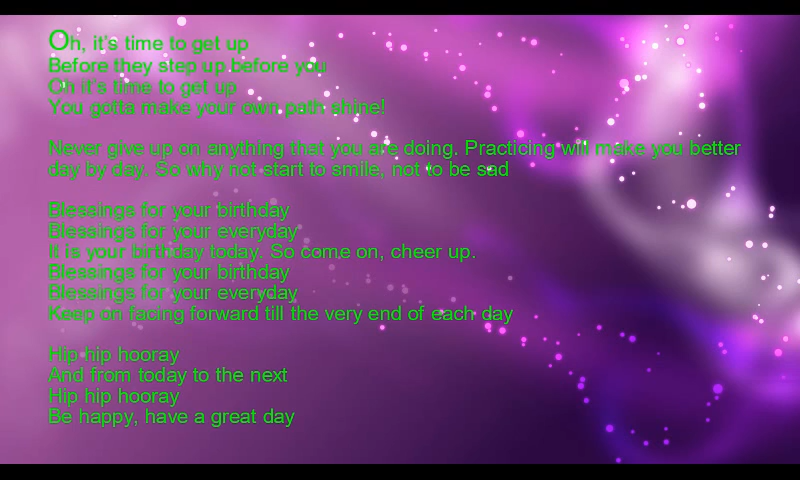 Oh, it's time to get up
Before they step up before you
Oh it's time to get up
You gotta make your own path shine!
Never give up on anything that you are doing. Practicing will make you better
day by day. So why not start to smile, not to be sad
Blessings for your birthday
Blessings for your everyday
It is your birthday today. So come on, cheer up.
Blessings for your birthday
Blessings for your everyday
Keep on facing forward till the very end of each day
Hip hip hooray
And from today to the next
Hip hip hooray
Be happy, have a great day